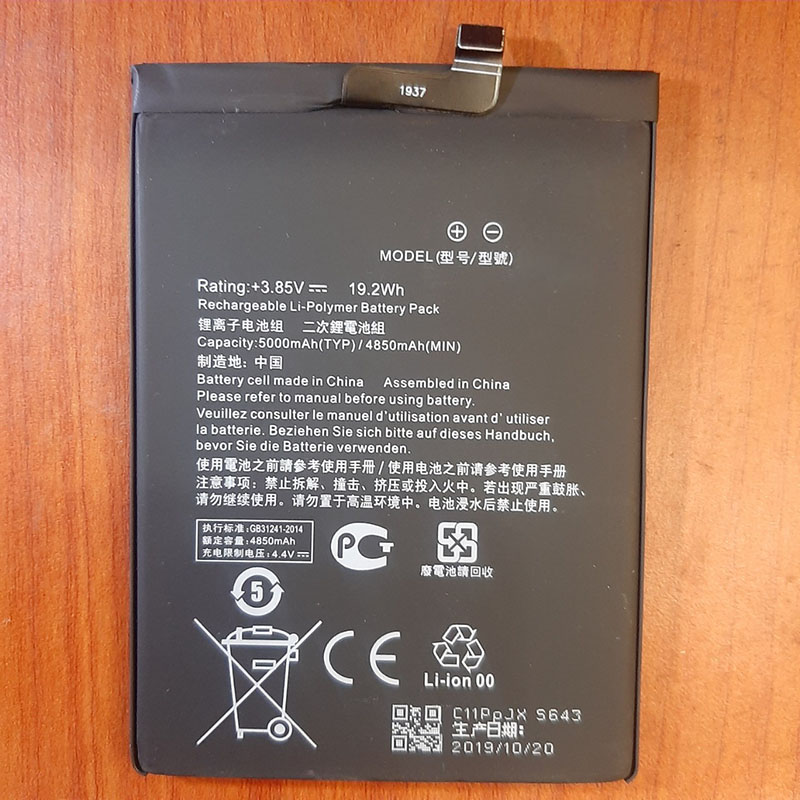 1937
MODEL(型号/型號)
Rating:+3.85V⎓ 19.2Wh
Rechargeable Li-Polymer Battery Pack
锂离子电池组 二次鋰電池組
Capacity:5000mAh(TYP)/4850mAh(MIN)
制造地: 中国
Battery cell made in China Assembled in China
Please refer to manual before using battery.
Veuillez consulter le manuel d'utilisation avant d' utiliser
la batterie. Beziehen Sie sich bitte auf dieses Handbuch,
bevor Sie die Batterie verwenden.
使用電池之前請參考使用手冊/使用电池之前请参考使用手册
注意事项: 禁止拆解、撞击、挤压或投入火中。若出现严重鼓胀、
请勿继续使用。请勿置于高温环境中。电池浸水后禁止使用。
执行标准:GB31241-2014
额定容量:4850mAh
充电限制电压:4.4V⎓
PCT
廢電池請回收
5
CE
Li-ion 00
C11PpJX S643
生产日期:
2019/10/20